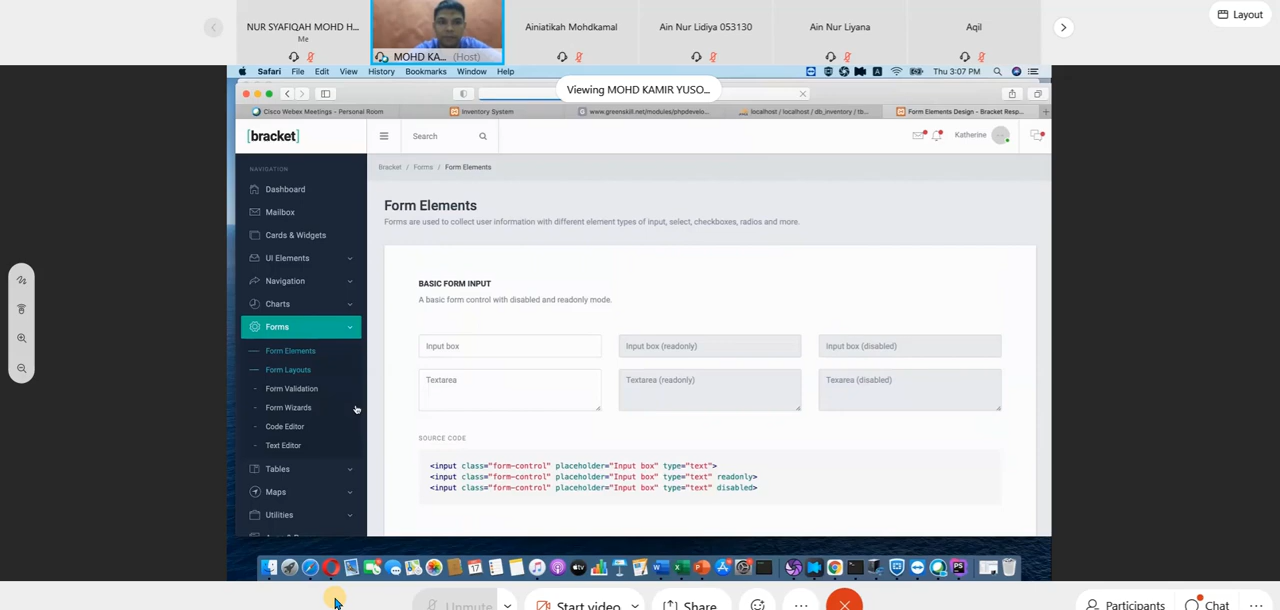 NUR SYAFIQAH MOHD H...
Me
MOHD KA... (Host)
Ainiatikah Mohdkamal
Ain Nur Lidiya 053130
Ain Nur Liyana
Aqil
Layout
Safari File Edit View History Bookmarks Window Help
Thu 3:07 PM
Viewing MOHD KAMIR YUSO...
Cisco Webex Meetings - Personal Room
Inventory System
www.greenskill.net/modules/phpdevelo...
localhost / localhost / db_inventory / tb...
Form Elements Design - Bracket Resp...
[bracket]
Search
Katherine
NAVIGATION
Dashboard
Mailbox
Cards & Widgets
UI Elements
Navigation
Charts
Forms
Form Elements
Form Layouts
Form Validation
Form Wizards
Code Editor
Text Editor
Tables
Maps
Utilities
Bracket / Forms / Form Elements
Form Elements
Forms are used to collect user information with different element types of input, select, checkboxes, radios and more.
BASIC FORM INPUT
A basic form control with disabled and readonly mode.
Input box
Input box (readonly)
Input box (disabled)
Textarea
Textarea (readonly)
Texarea (disabled)
SOURCE CODE
<input class="form-control" placeholder="Input box" type="text">
<input class="form-control" placeholder="Input box" type="text" readonly>
<input class="form-control" placeholder="Input box" type="text" disabled>
Unmute
Start video
Share
Participants
Chat